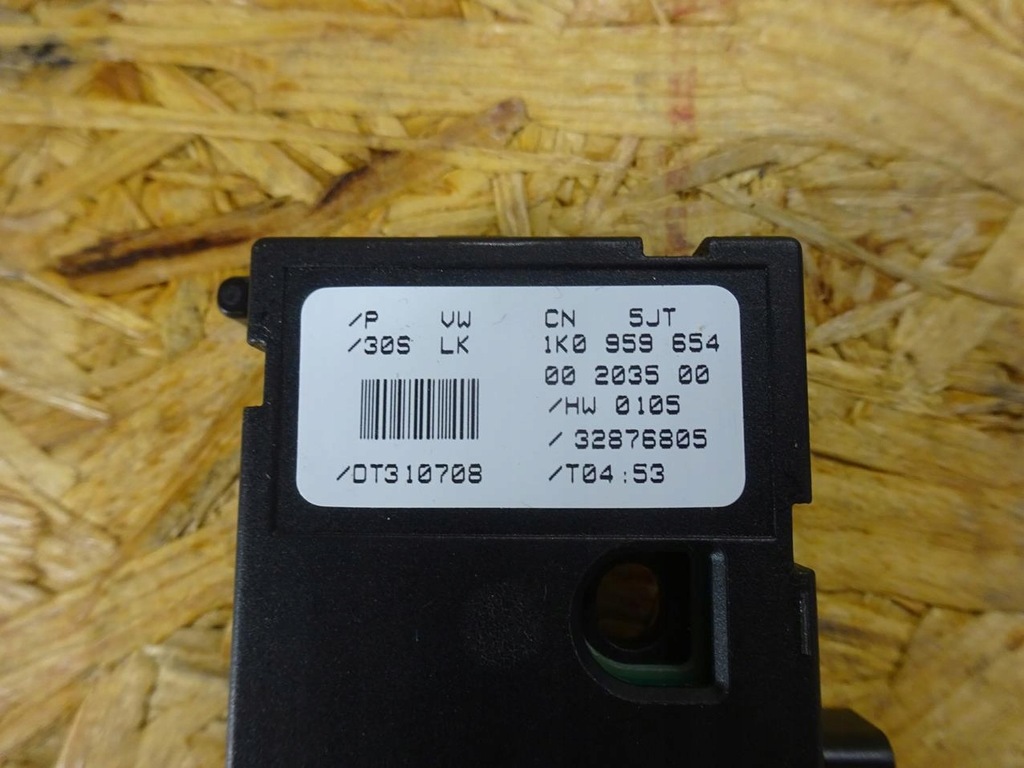 /P VW CN 5JT
/30S LK 1K0 959 654
00 2035 00
/HW 0105
/ 32876805
/DT310708 /T04:53